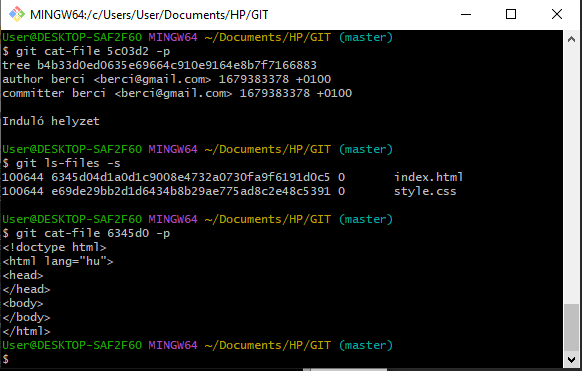 MINGW64:/c/Users/User/Documents/HP/GIT
User@DESKTOP-SAF2F6O MINGW64 ~/Documents/HP/GIT (master)
$ git cat-file 5c03d2 -p
tree b4b33d0ed0635e69664c910e9164e8b7f7166883
author berci <berci@gmail.com> 1679383378 +0100
committer berci <berci@gmail.com> 1679383378 +0100
Induló helyzet
User@DESKTOP-SAF2F6O MINGW64 ~/Documents/HP/GIT (master)
$ git ls-files -s
100644 6345d04d1a0d1c9008e4732a0730fa9f6191d0c5 0 index.html
100644 e69de29bb2d1d6434b8b29ae775ad8c2e48c5391 0 style.css
User@DESKTOP-SAF2F6O MINGW64 ~/Documents/HP/GIT (master)
$ git cat-file 6345d0 -p
<!doctype html>
<html lang="hu">
<head>
</head>
<body>
</body>
</html>
User@DESKTOP-SAF2F6O MINGW64 ~/Documents/HP/GIT (master)
$